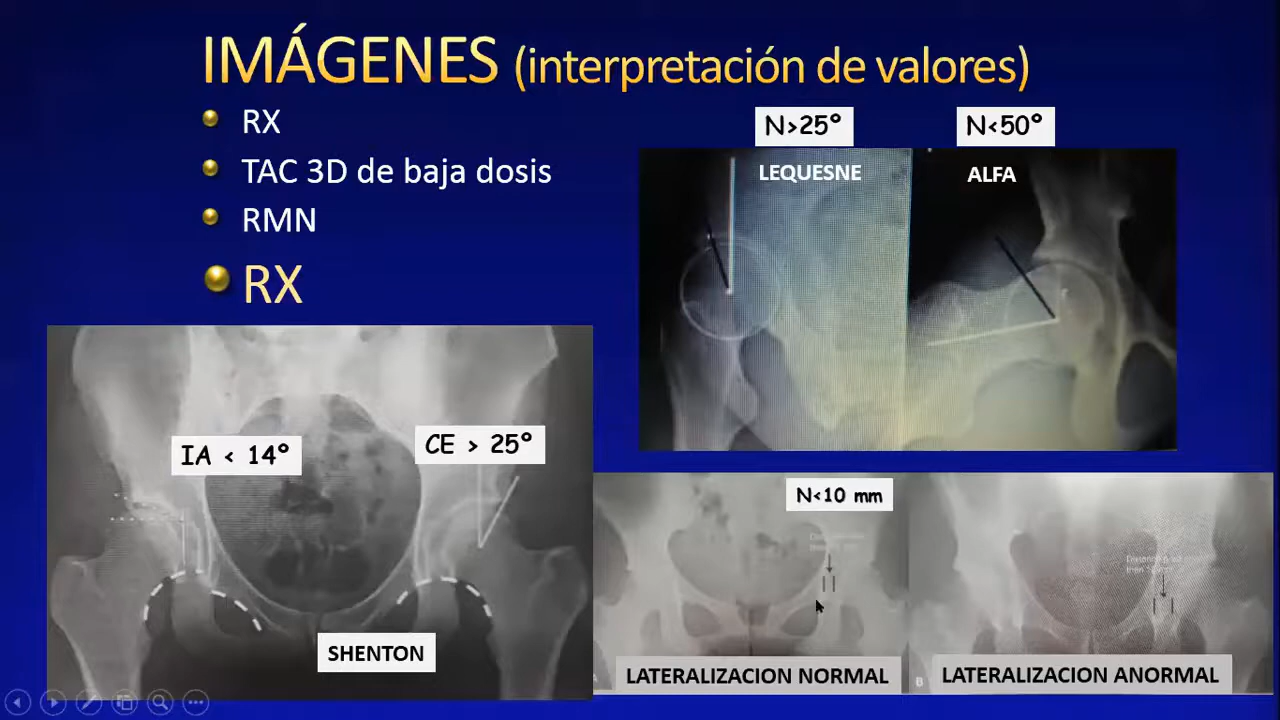 IMÁGENES (interpretación de valores)
RX
TAC 3D de baja dosis
RMN
RX
N>25°
N<50°
LEQUESNE
ALFA
IA < 14°
CE > 25°
SHENTON
N<10 mm
LATERALIZACION NORMAL
LATERALIZACION ANORMAL
B